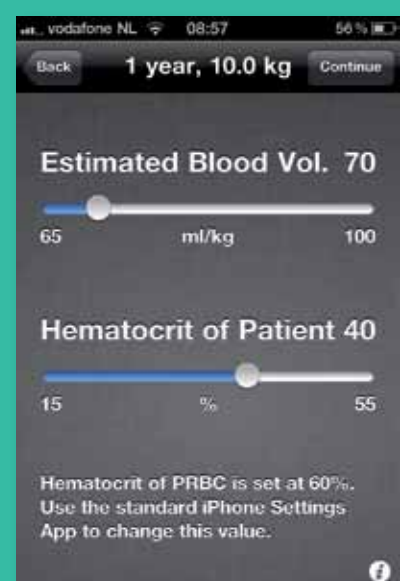 vodafone NL 08:57 56%
Back 1 year, 10.0 kg Continue
Estimated Blood Vol. 70
65 ml/kg 100
Hematocrit of Patient 40
15 % 55
Hematocrit of PRBC is set at 60%.
Use the standard iPhone Settings
App to change this value.
i